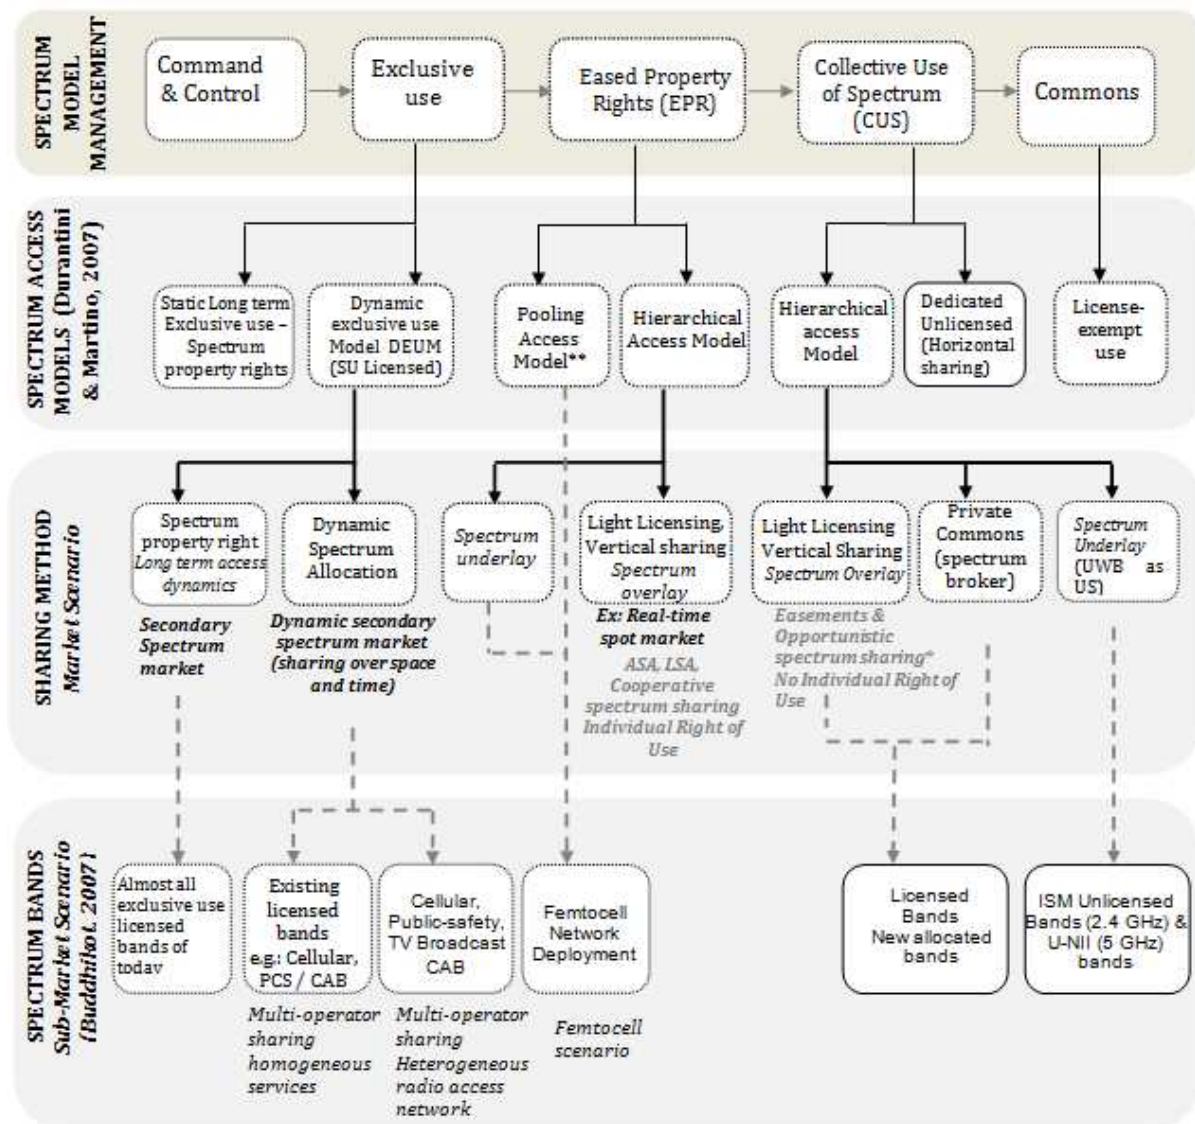 SPECTRUM
MODEL
MANAGEMENT
Command
& Control
Exclusive
use
Eased Property
Rights (EPR)
Collective Use
of Spectrum
(CUS)
Commons
SPECTRUM ACCESS
MODELS (Durantini
& Martino, 2007)
Static Long term
Exclusive use –
Spectrum
property rights
Dynamic
exclusive use
Model DEUM
(SU Licensed)
Pooling
Access
Model**
Hierarchical
Access Model
Hierarchical
access
Model
Dedicated
Unlicensed
(Horizontal
sharing)
License-
exempt
use
SHARING METHOD
Market Scenario
Spectrum
property right
Long term access
dynamics
Secondary
Spectrum
market
Dynamic
Spectrum
Allocation
Dynamic secondary
spectrum market
(sharing over space
and time)
Spectrum
underlay
Light Licensing,
Vertical sharing
Spectrum
overlay
Ex: Real-time
spot market
ASA, LSA,
Cooperative
spectrum sharing
Individual Right of
Use
Light Licensing
Vertical Sharing
Spectrum Overlay
Easements &
Opportunistic
spectrum sharing*
No Individual Right of
Use
Private
Commons
(spectrum
broker)
Spectrum
Underlay
(UWB as
US)
SPECTRUM BANDS
Sub-Market Scenario
(Buddhikot. 2007}
Almost all
exclusive use
licensed
bands of
today
Existing
licensed
bands
e.g.: Cellular,
PCS / CAB
Multi-operator
sharing
homogeneous
services
Cellular,
Public-safety,
TV Broadcast
CAB
Multi-operator
sharing
Heterogeneous
radio access
network
Femtocell
Network
Deployment
Femtocell
scenario
Licensed
Bands
New allocated
bands
ISM Unlicensed
Bands (2.4 GHz) &
U-NII (5 GHz)
bands